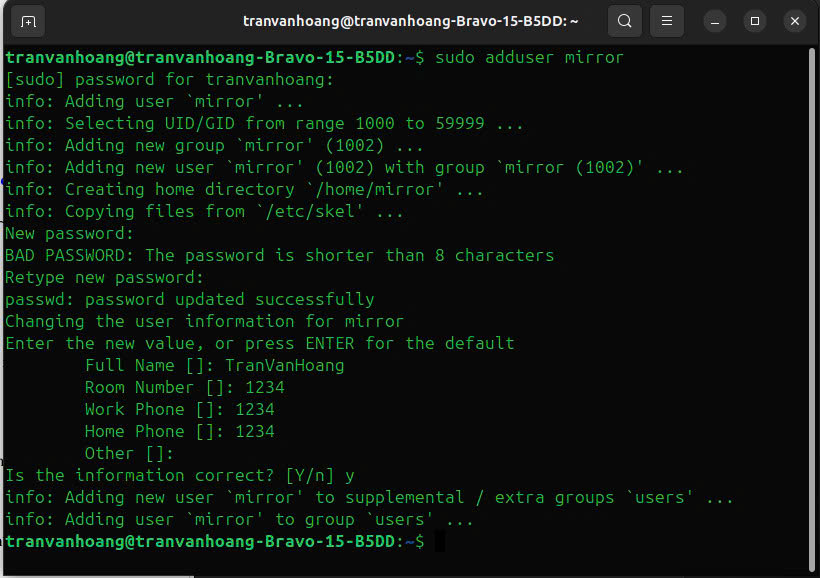 tranvanhoang@tranvanhoang-Bravo-15-B5DD: ~
tranvanhoang@tranvanhoang-Bravo-15-B5DD:~$ sudo adduser mirror
[sudo] password for tranvanhoang:
info: Adding user `mirror' ...
info: Selecting UID/GID from range 1000 to 59999 ...
info: Adding new group `mirror' (1002) ...
info: Adding new user `mirror' (1002) with group `mirror (1002)' ...
info: Creating home directory `/home/mirror' ...
info: Copying files from `/etc/skel' ...
New password:
BAD PASSWORD: The password is shorter than 8 characters
Retype new password:
passwd: password updated successfully
Changing the user information for mirror
Enter the new value, or press ENTER for the default
Full Name []: TranVanHoang
Room Number []: 1234
Work Phone []: 1234
Home Phone []: 1234
Other []:
Is the information correct? [Y/n] y
info: Adding new user `mirror' to supplemental / extra groups `users' ...
info: Adding user `mirror' to group `users' ...
tranvanhoang@tranvanhoang-Bravo-15-B5DD:~$